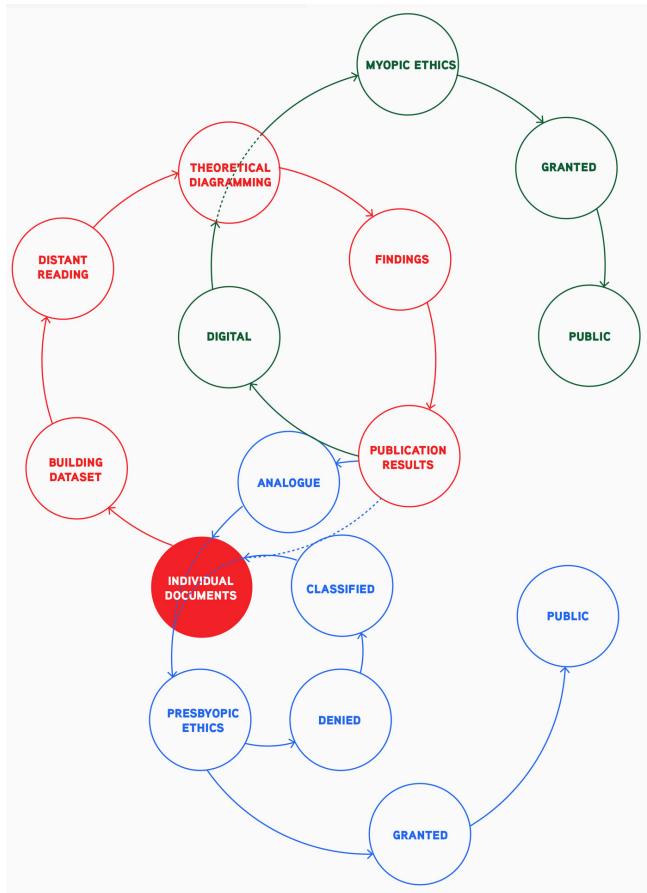 MYOPIC ETHICS
GRANTED
PUBLIC
THEORETICAL
DIAGRAMMING
DISTANT
READING
FINDINGS
DIGITAL
PUBLICATION
RESULTS
BUILDING
DATASET
ANALOGUE
INDIVIDUAL
DOCUMENTS
CLASSIFIED
PUBLIC
PRESBYOPIC
ETHICS
DENIED
GRANTED